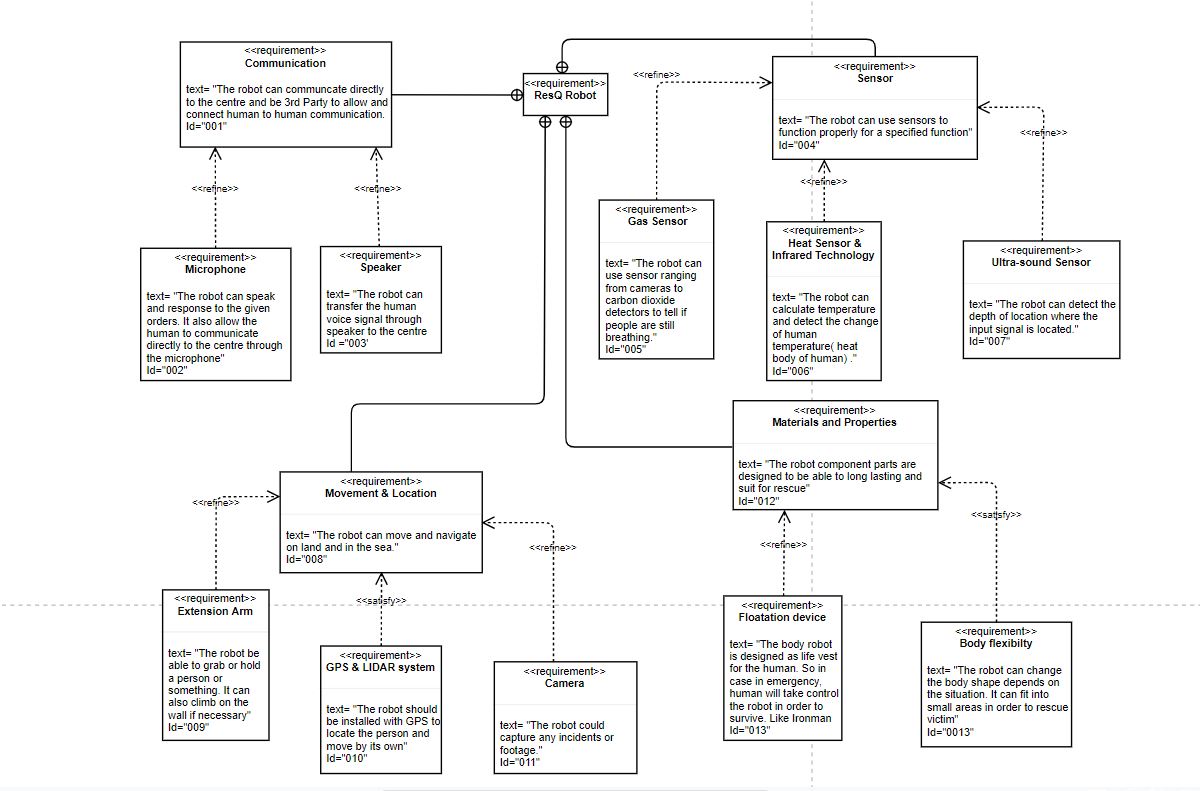 <<requirement>>
Communication
text= "The robot can communcate directly
to the centre and be 3rd Party to allow and
connect human to human communication.
Id="001"
<<requirement>>
ResQ Robot
<<refine>>
<<requirement>>
Sensor
text= "The robot can use sensors to
function properly for a specified function"
Id="004"
<<refine>>
<<refine>>
<<refine>>
<<refine>>
<<requirement>>
Microphone
text= "The robot can speak
and response to the given
orders. It also allow the
human to communicate
directly to the centre through
the microphone"
Id="002"
<<requirement>>
Speaker
text= "The robot can
transfer the human
voice signal through
speaker to the centre
Id ="003'
<<requirement>>
Gas Sensor
text= "The robot can
use sensor ranging
from cameras to
carbon dioxide
detectors to tell if
people are still
breathing."
Id="005"
<<requirement>>
Heat Sensor &
Infrared Technology
text= "The robot can
calculate temperature
and detect the change
of human
temperature( heat
body of human) ."
Id="006"
<<requirement>>
Ultra-sound Sensor
text= "The robot can detect the
depth of location where the
input signal is located."
Id="007"
<<requirement>>
Materials and Properties
text= "The robot component parts are
designed to be able to long lasting and
suit for rescue"
Id="012"
<<requirement>>
Movement & Location
text= "The robot can move and navigate
on land and in the sea."
Id="008"
<<refine>>
<<satisfy>>
<<refine>>
<<refine>>
<<satisfy>>
<<requirement>>
Extension Arm
text= "The robot be
able to grab or hold
a person or
something. It can
also climb on the
wall if necessary"
Id="009"
<<requirement>>
GPS & LIDAR system
text= "The robot should
be installed with GPS to
locate the person and
move by its own"
Id="010"
<<requirement>>
Camera
text= "The robot could
capture any incidents or
footage."
Id="011"
<<requirement>>
Floatation device
text= "The body robot
is designed as life vest
for the human. So in
case in emergency,
human will take control
the robot in order to
survive. Like Ironman
Id="013"
<<requirement>>
Body flexibilty
text= "The robot can change
the body shape depends on
the situation. It can fit into
small areas in order to rescue
victim"
Id="0013"